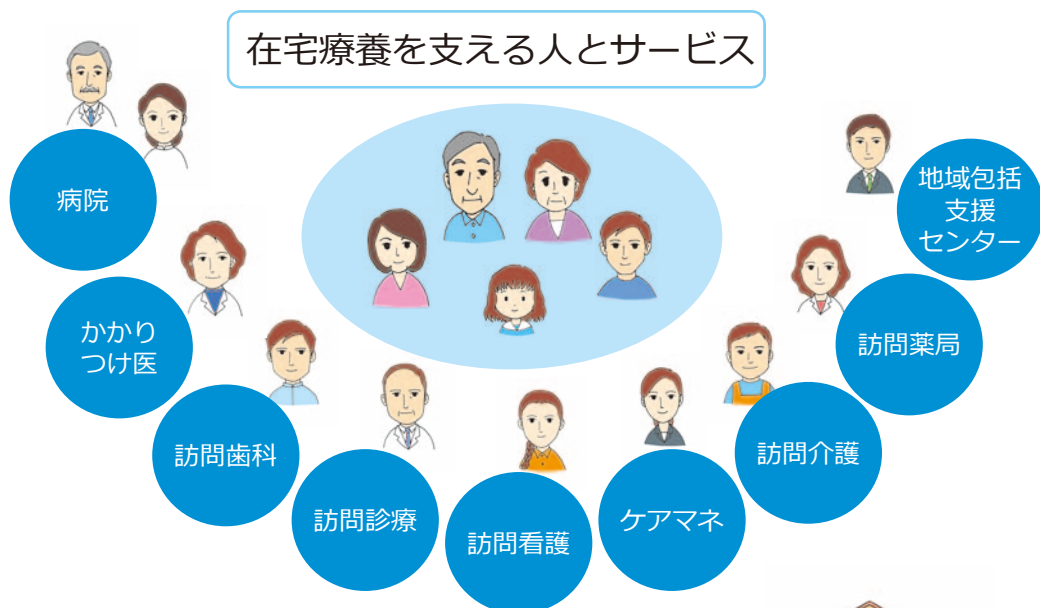 在宅療養を支える人とサービス
病院
かかり
つけ医
訪問歯科
訪問診療
訪問看護
ケアマネ
訪問介護
訪問薬局
地域包括
支援
センター